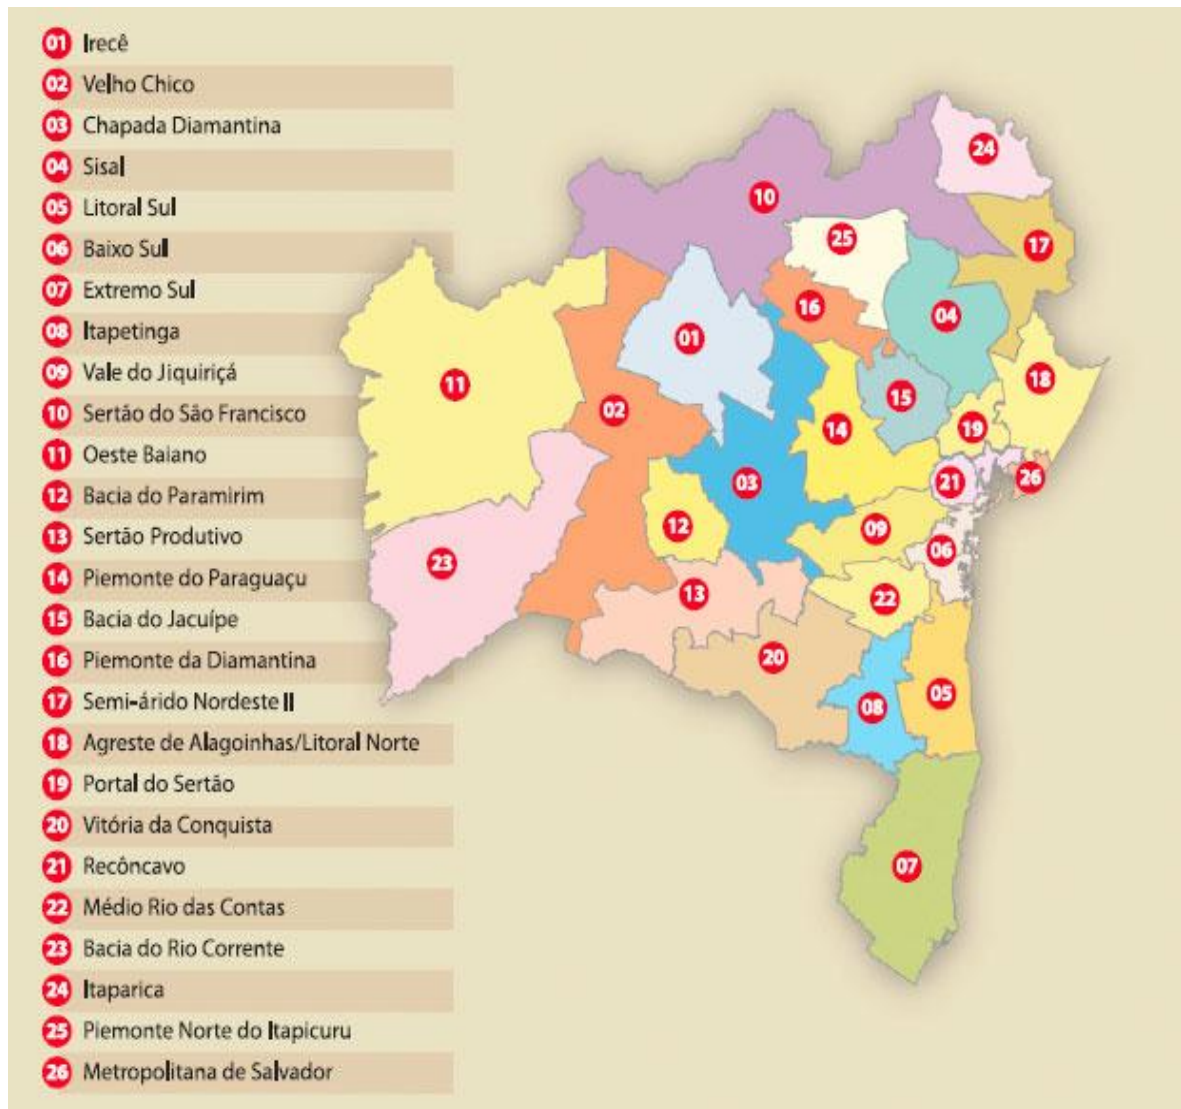 01 Irecê
02 Velho Chico
03 Chapada Diamantina
04 Sisal
05 Litoral Sul
06 Baixo Sul
07 Extremo Sul
08 Itapetinga
09 Vale do Jiquiriçá
10 Sertão do São Francisco
11 Oeste Baiano
12 Bacia do Paramirim
13 Sertão Produtivo
14 Piemonte do Paraguaçu
15 Bacia do Jacuípe
16 Piemonte da Diamantina
17 Semi-árido Nordeste II
18 Agreste de Alagoinhas/Litoral Norte
19 Portal do Sertão
20 Vitória da Conquista
21 Recôncavo
22 Médio Rio das Contas
23 Bacia do Rio Corrente
24 Itaparica
25 Piemonte Norte do Itapicuru
26 Metropolitana de Salvador
24
10
25
17
16
04
01
18
11
15
02
14
19
26
03
21
12
09
06
23
13
22
20
05
08
07